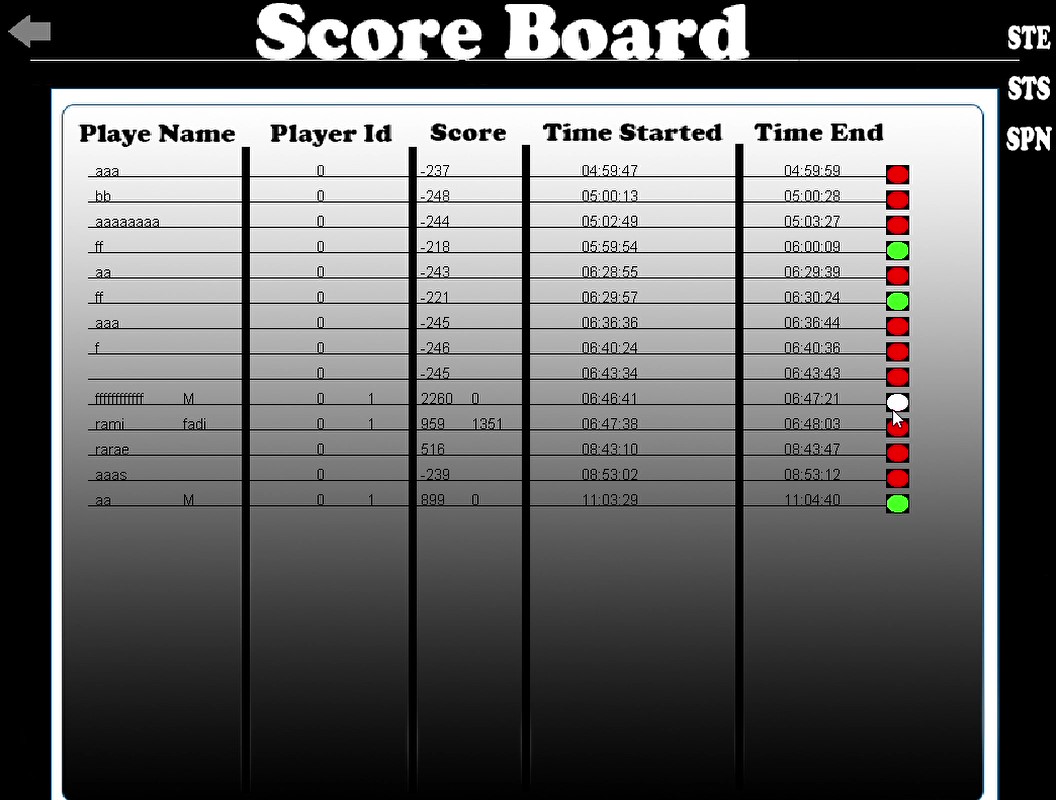 Score Board
STE
STS
SPN
Playe Name Player Id Score Time Started Time End
aaa 0 -237 04:59:47 04:59:59
bb 0 -248 05:00:13 05:00:28
aaaaaaaa 0 -244 05:02:49 05:03:27
ff 0 -218 05:59:54 06:00:09
aa 0 -243 06:28:55 06:29:39
ff 0 -221 06:29:57 06:30:24
aaa 0 -245 06:36:36 06:36:44
f 0 -246 06:40:24 06:40:36
0 -245 06:43:34 06:43:43
ffffffffffff M 0 1 2260 0 06:46:41 06:47:21
rami fadi 0 1 959 1351 06:47:38 06:48:03
rarae 0 516 08:43:10 08:43:47
aaas 0 -239 08:53:02 08:53:12
aa M 0 1 899 0 11:03:29 11:04:40